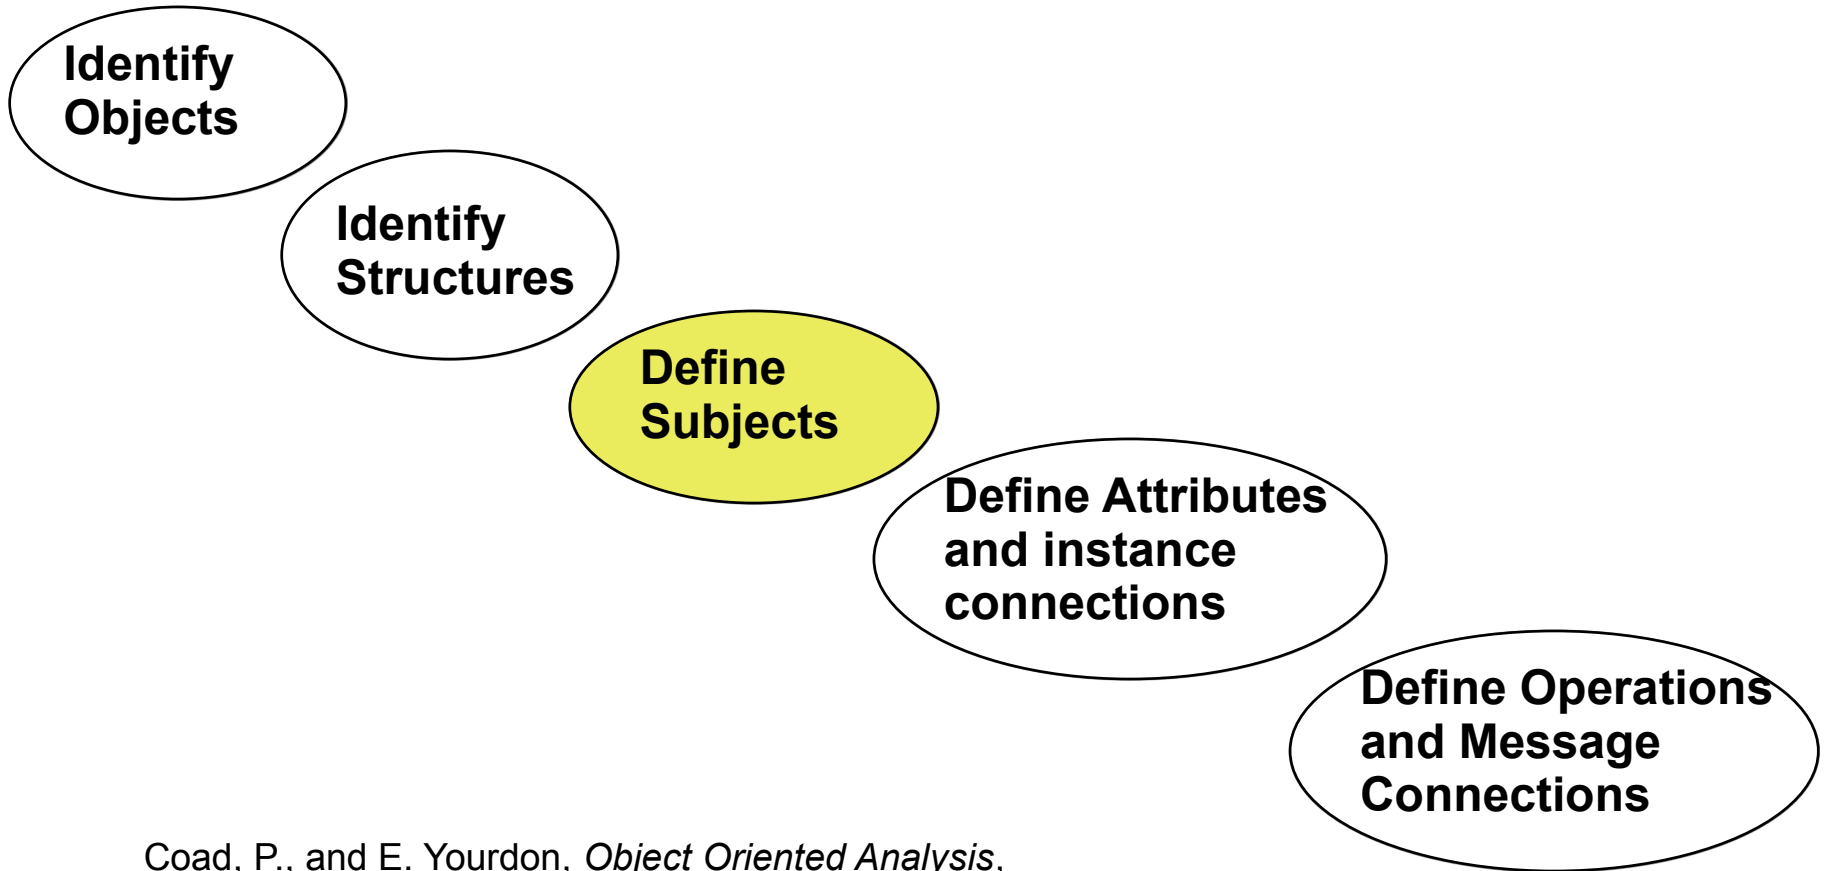 Identify
Objects
Identify
Structures
Define
Subjects
Define Attributes
and instance
connections
Define Operations
and Message
Connections
Coad, P., and E. Yourdon, Object Oriented Analysis,